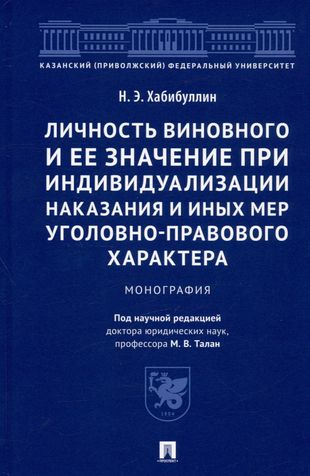 КАЗАНСКИЙ (ПРИВОЛЖСКИЙ) ФЕДЕРАЛЬНЫЙ УНИВЕРСИТЕТ
Н. Э. Хабибуллин
ЛИЧНОСТЬ ВИНОВНОГО
И ЕЕ ЗНАЧЕНИЕ ПРИ
ИНДИВИДУАЛИЗАЦИИ
НАКАЗАНИЯ И ИНЫХ МЕР
УГОЛОВНО-ПРАВОВОГО
ХАРАКТЕРА
МОНОГРАФИЯ
Под научной редакцией
доктора юридических наук,
профессора М. В. Талан
1804
ПРОСПЕКТ